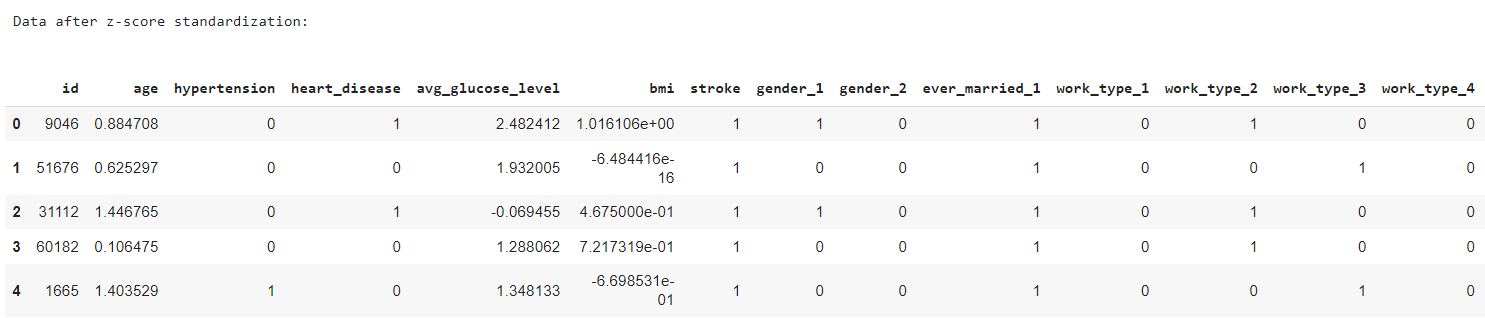 Data after z-score standardization:
id age hypertension heart_disease avg_glucose_level bmi stroke gender_1 gender_2 ever_married_1 work_type_1 work_type_2 work_type_3 work_type_4
0 9046 0.884708 0 1 2.482412 1.016106e+00 1 1 0 1 0 1 0 0
1 51676 0.625297 0 0 1.932005 -6.484416e-16 1 0 0 1 0 0 1 0
2 31112 1.446765 0 1 -0.069455 4.675000e-01 1 1 0 1 0 1 0 0
3 60182 0.106475 0 0 1.288062 7.217319e-01 1 0 0 1 0 1 0 0
4 1665 1.403529 1 0 1.348133 -6.698531e-01 1 0 0 1 0 0 1 0